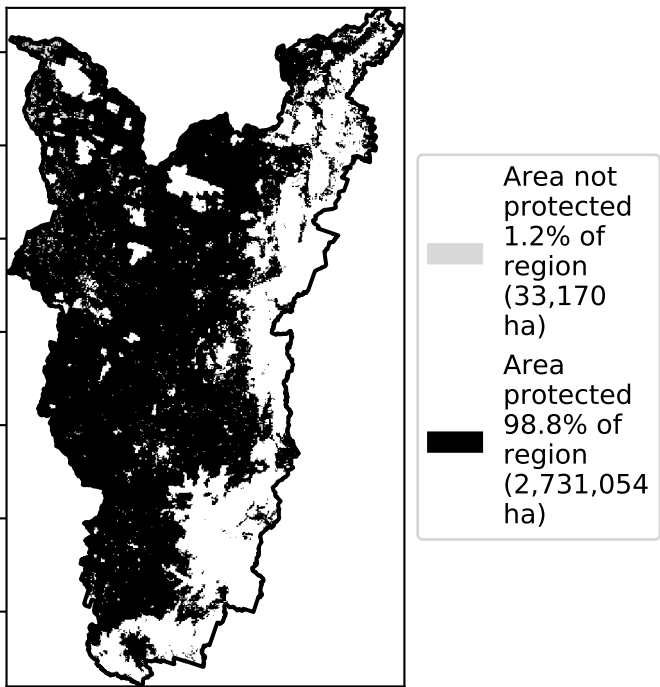 Area not
protected
1.2% of
region
(33,170
ha)
Area
protected
98.8% of
region
(2,731,054
ha)